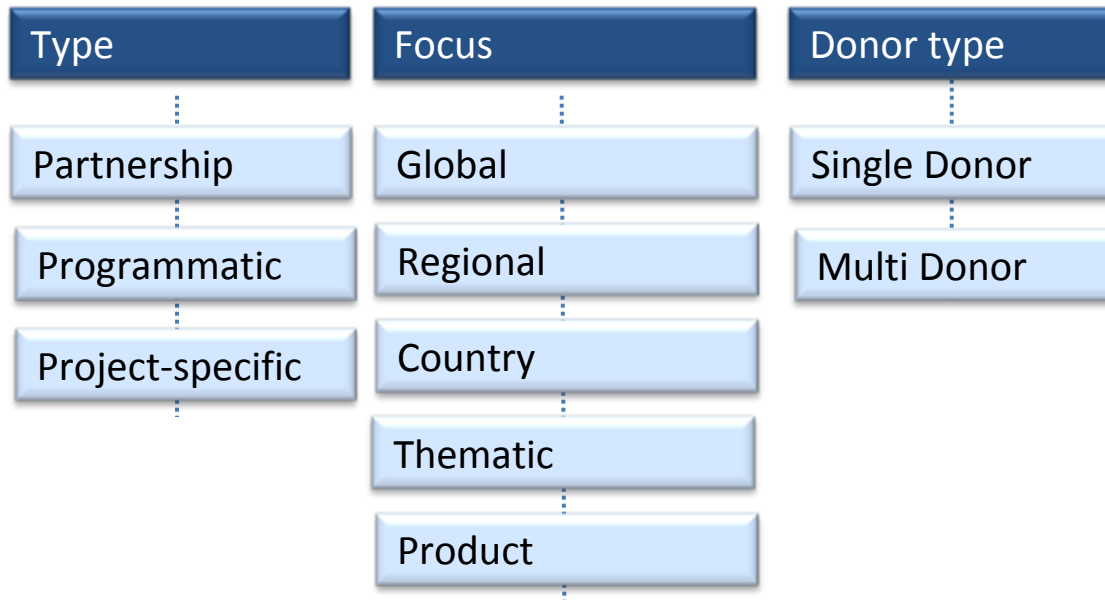 Type
Partnership
Programmatic
Project-specific
Focus
Global
Regional
Country
Thematic
Product
Donor type
Single Donor
Multi Donor